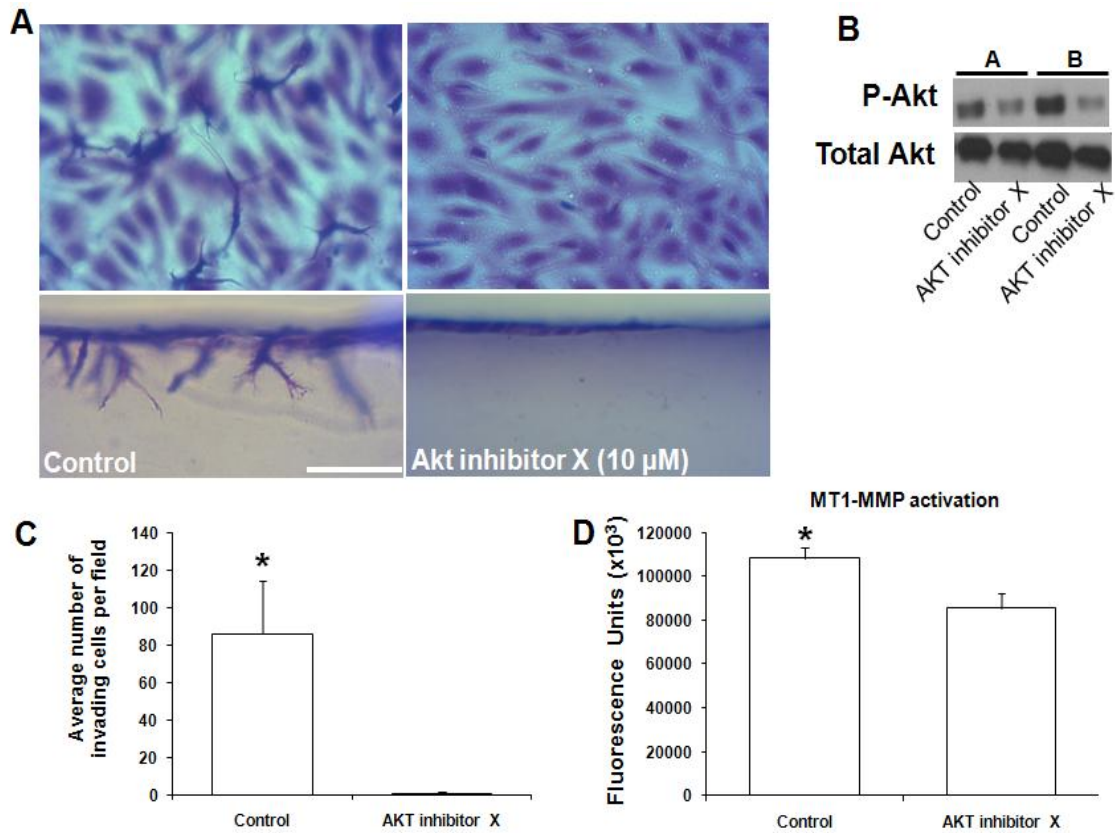 A
Control
Akt inhibitor X (10 µM)
B
A B
P-Akt
Total Akt
Control
AKT inhibitor X
Control
AKT inhibitor X
C
Average number of
invading cells per field
140
120
100
80
60
40
20
0
*
Control
AKT inhibitor X
D
MT1-MMP activation
Fluorescence Units (x10³)
120000
100000
80000
60000
40000
20000
0
*
Control
AKT inhibitor X